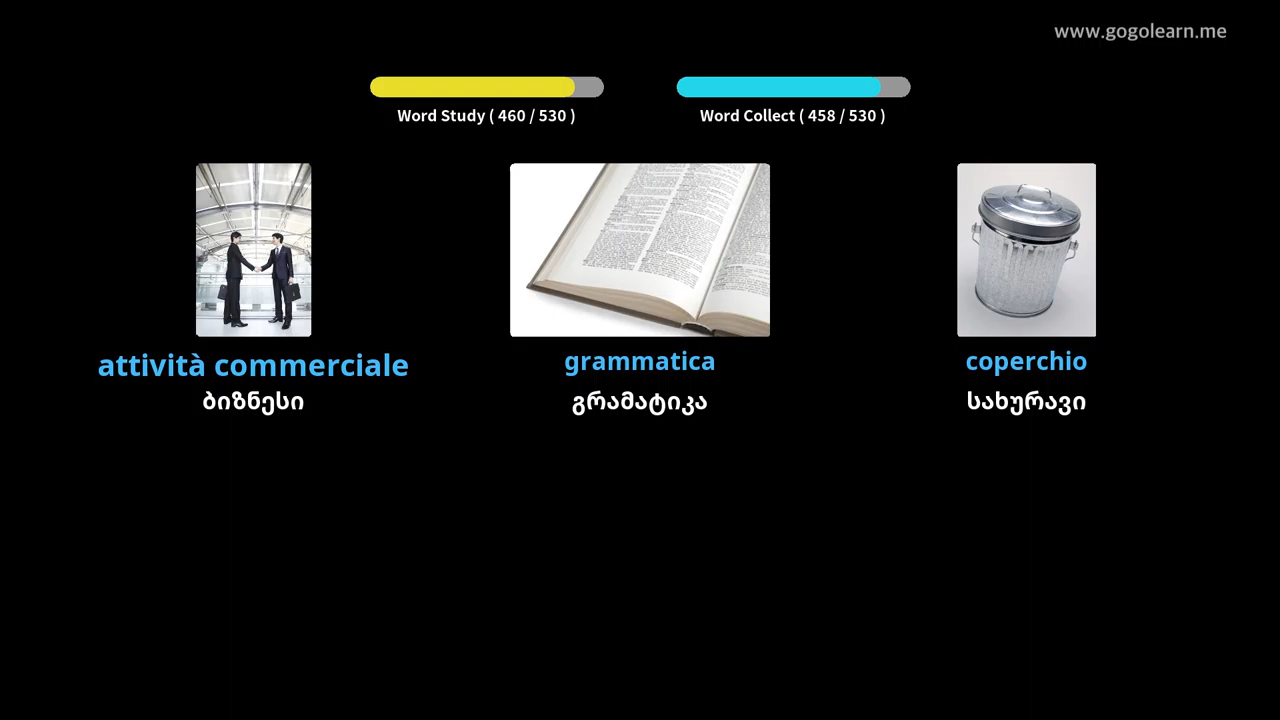 www.gogolearn.me
Word Study ( 460 / 530 )
Word Collect ( 458 / 530 )
attività commerciale
ბიზნესი
grammatica
გრამატიკა
coperchio
სახურავი